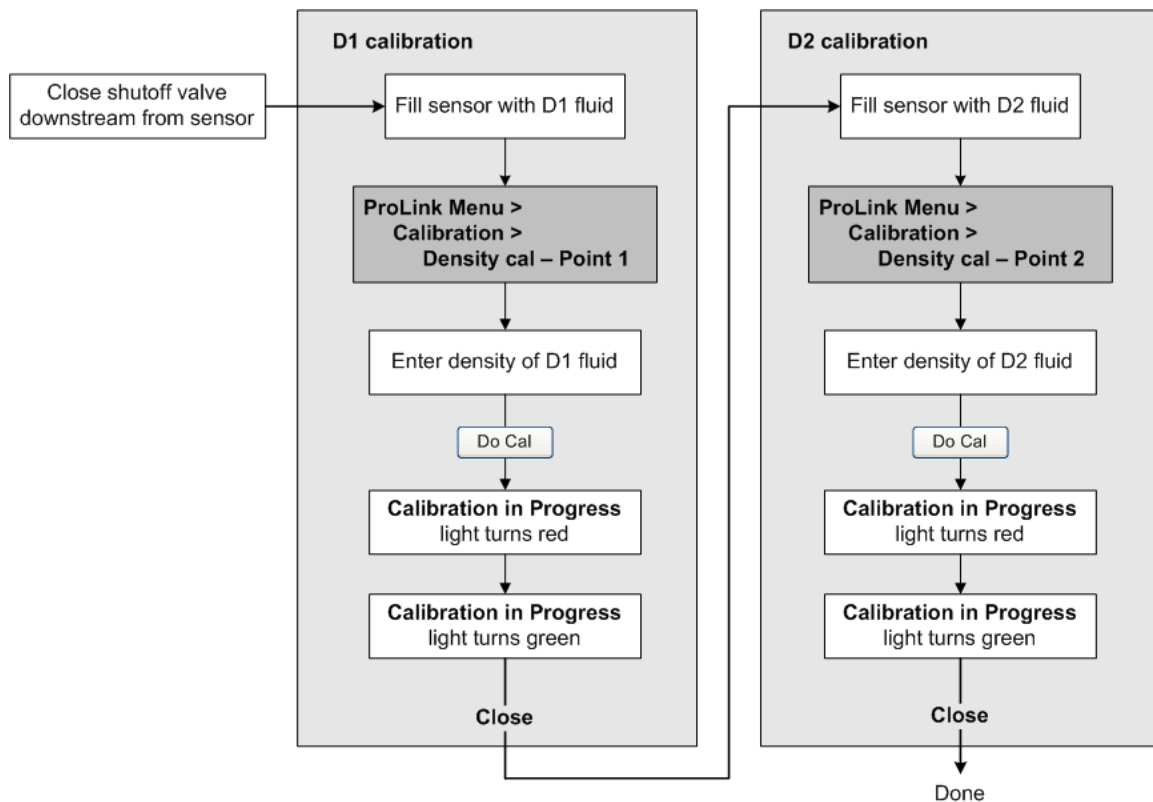 Close shutoff valve
downstream from sensor
D1 calibration
Fill sensor with D1 fluid
ProLink Menu >
Calibration >
Density cal – Point 1
Enter density of D1 fluid
Do Cal
Calibration in Progress
light turns red
Calibration in Progress
light turns green
Close
D2 calibration
Fill sensor with D2 fluid
ProLink Menu >
Calibration >
Density cal – Point 2
Enter density of D2 fluid
Do Cal
Calibration in Progress
light turns red
Calibration in Progress
light turns green
Close
Done